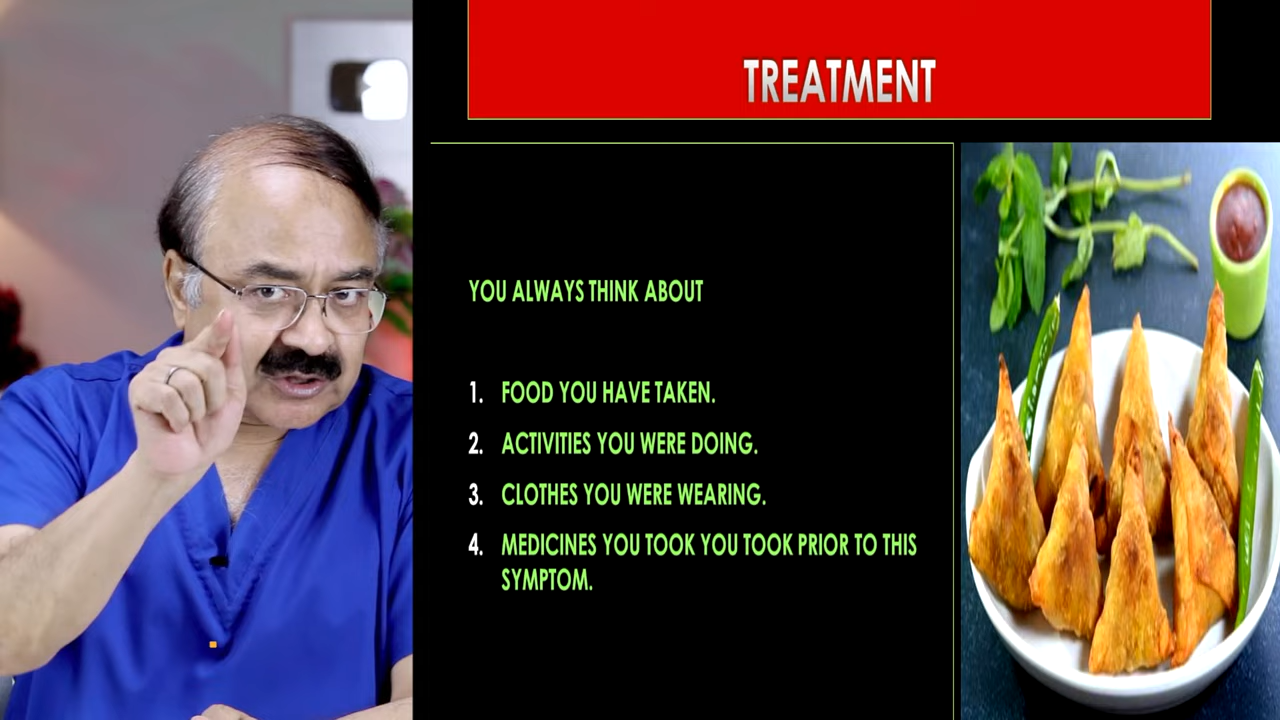 TREATMENT
YOU ALWAYS THINK ABOUT
1. FOOD YOU HAVE TAKEN.
2. ACTIVITIES YOU WERE DOING.
3. CLOTHES YOU WERE WEARING.
4. MEDICINES YOU TOOK YOU TOOK PRIOR TO THIS
SYMPTOM.